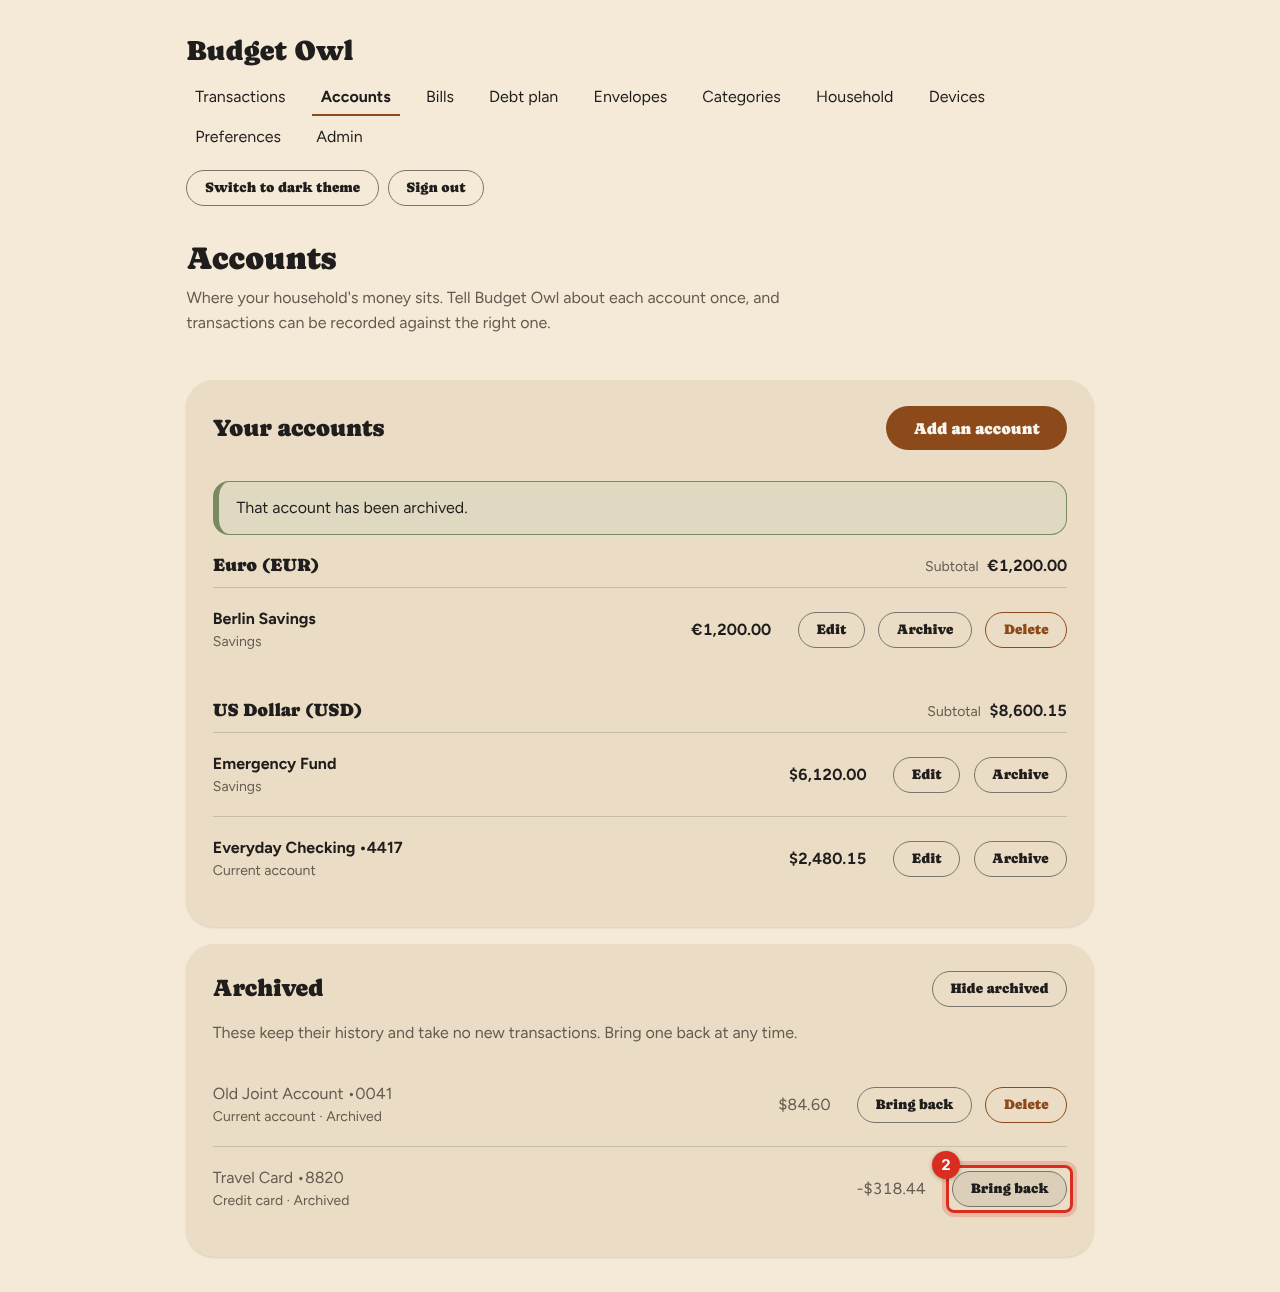 Budget Owl
Transactions Accounts Bills Debt plan Envelopes Categories Household Devices
Preferences Admin
Switch to dark theme Sign out
Accounts
Where your household's money sits. Tell Budget Owl about each account once, and
transactions can be recorded against the right one.
Your accounts Add an account
That account has been archived.
Euro (EUR) Subtotal €1,200.00
Berlin Savings
Savings
€1,200.00 Edit Archive Delete
US Dollar (USD) Subtotal $8,600.15
Emergency Fund
Savings
$6,120.00 Edit Archive
Everyday Checking •4417
Current account
$2,480.15 Edit Archive
Archived Hide archived
These keep their history and take no new transactions. Bring one back at any time.
Old Joint Account •0041
Current account · Archived
$84.60 Bring back Delete
Travel Card •8820
Credit card · Archived
-$318.44 2 Bring back